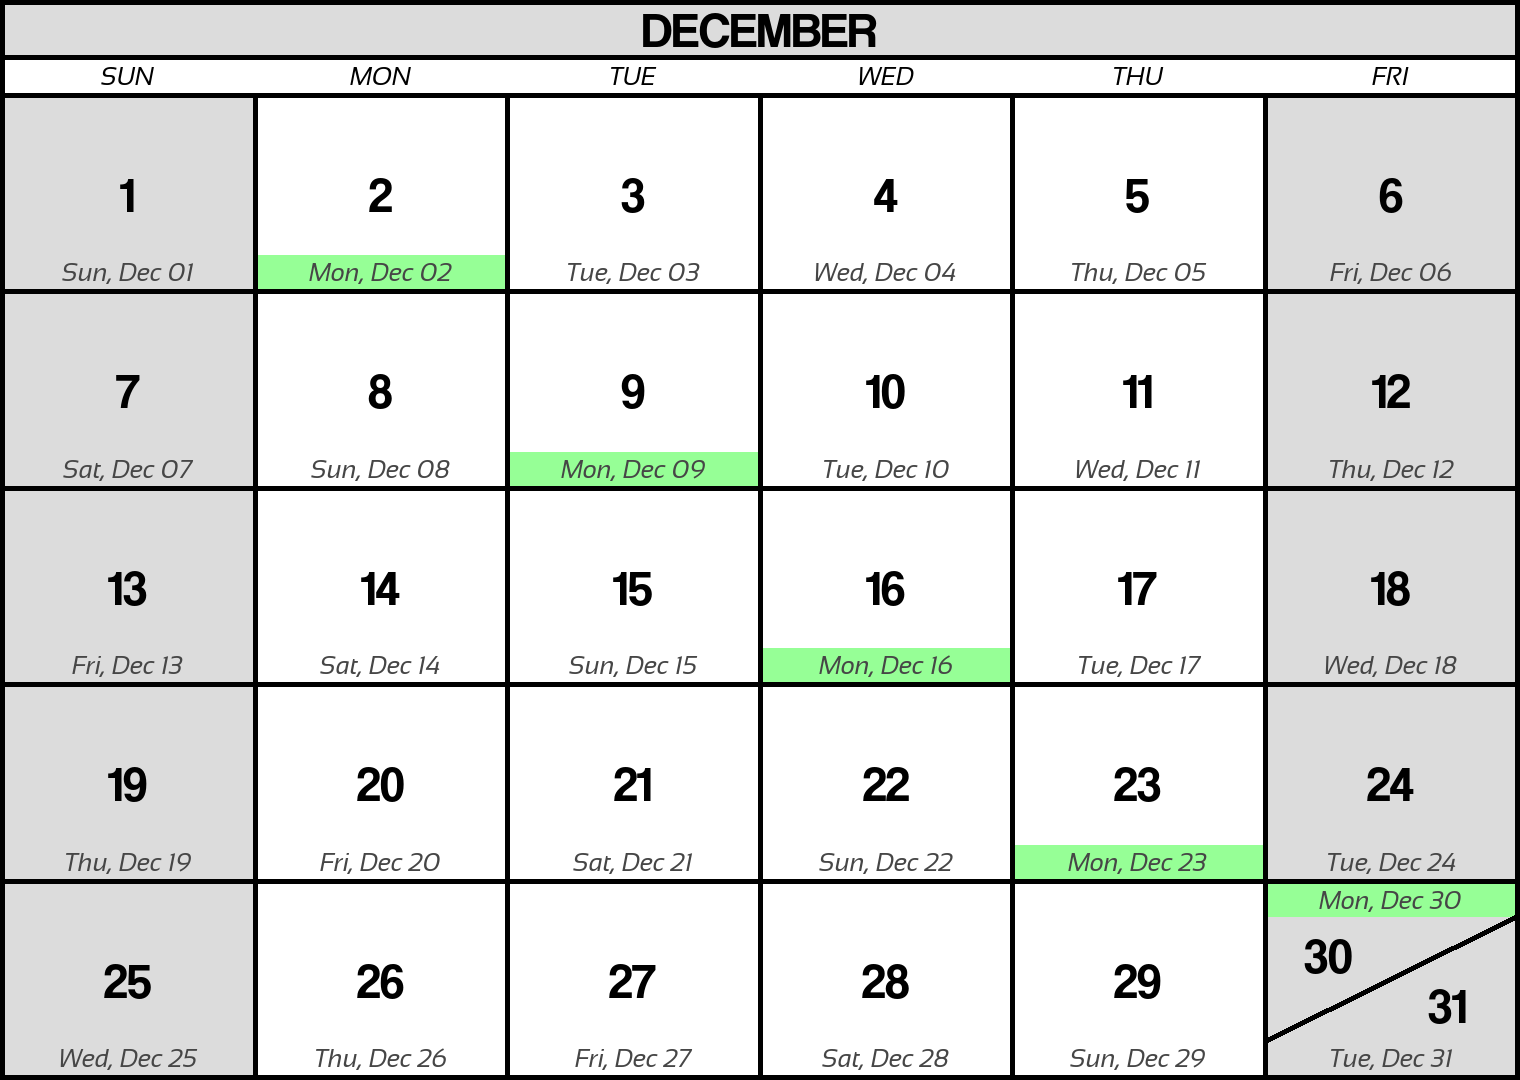 DECEMBER
SUN MON TUE WED THU FRI
1 2 3 4 5 6
Sun, Dec 01 Mon, Dec 02 Tue, Dec 03 Wed, Dec 04 Thu, Dec 05 Fri, Dec 06
7 8 9 10 11 12
Sat, Dec 07 Sun, Dec 08 Mon, Dec 09 Tue, Dec 10 Wed, Dec 11 Thu, Dec 12
13 14 15 16 17 18
Fri, Dec 13 Sat, Dec 14 Sun, Dec 15 Mon, Dec 16 Tue, Dec 17 Wed, Dec 18
19 20 21 22 23 24
Thu, Dec 19 Fri, Dec 20 Sat, Dec 21 Sun, Dec 22 Mon, Dec 23 Tue, Dec 24
Mon, Dec 30
25 26 27 28 29 30
31
Wed, Dec 25 Thu, Dec 26 Fri, Dec 27 Sat, Dec 28 Sun, Dec 29 Tue, Dec 31